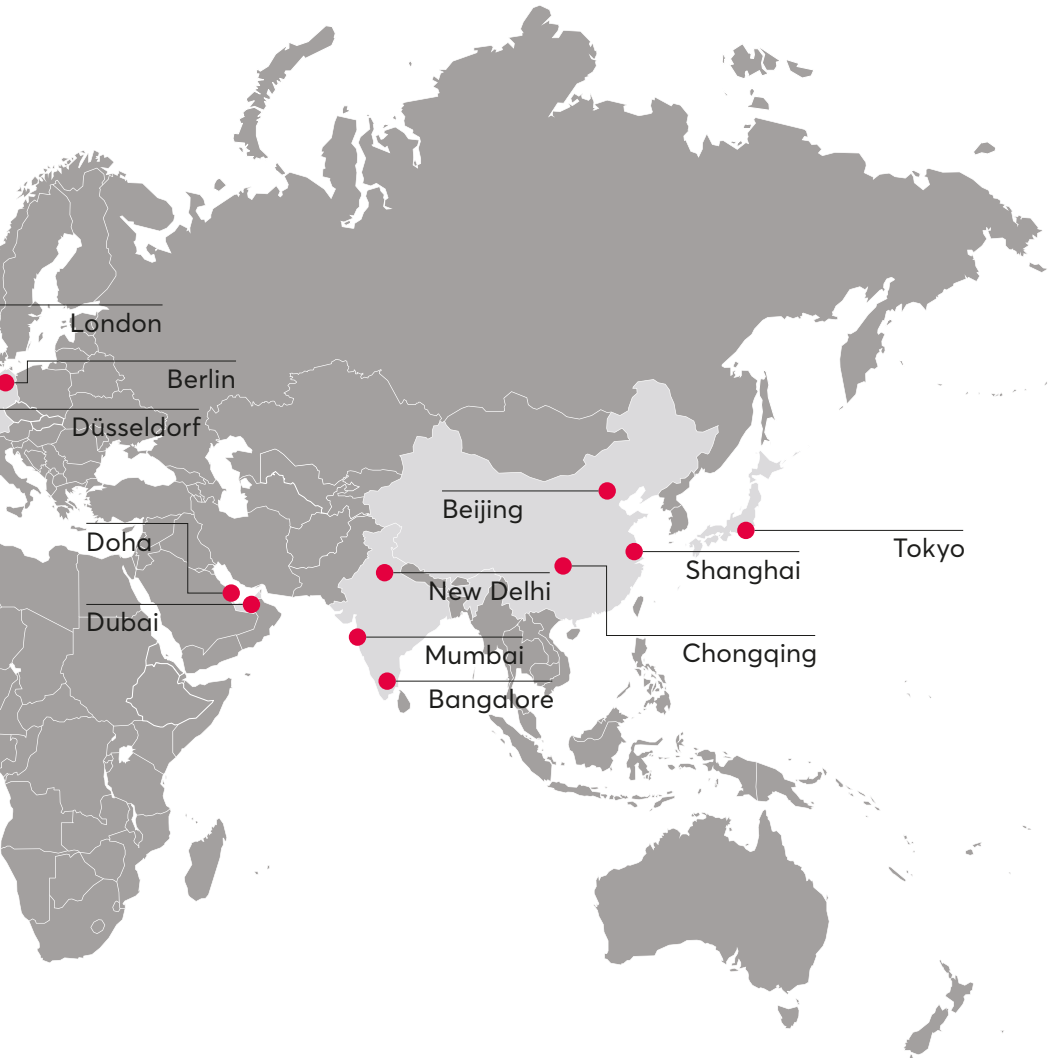 London
Berlin
Düsseldorf
Beijing
Doha
Tokyo
Shanghai
New Delhi
Dubai
Mumbai
Chongqing
Bangalore